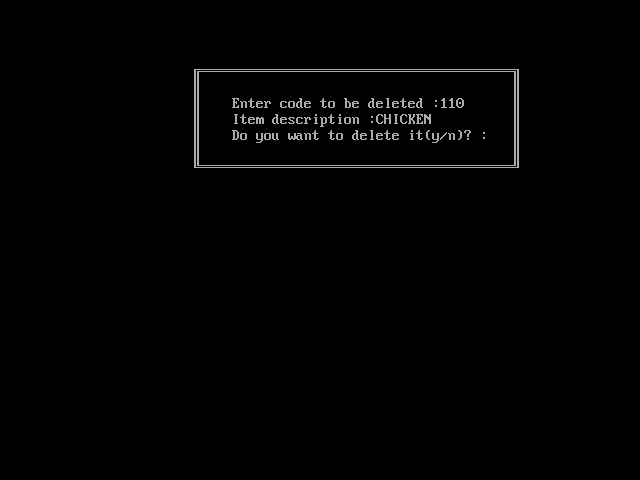 Enter code to be deleted :110
Item description :CHICKEN
Do you want to delete it(y/n)? :